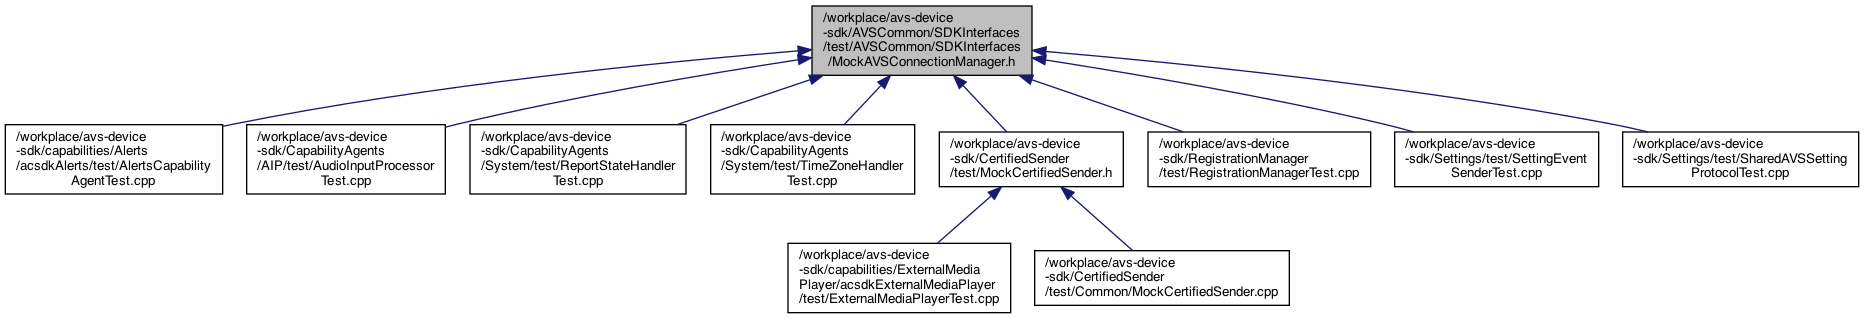 /workplace/avs-device
-sdk/AVSCommon/SDKInterfaces
/test/AVSCommon/SDKInterfaces
/MockAVSConnectionManager.h
/workplace/avs-device
-sdk/capabilities/Alerts
/acsdkAlerts/test/AlertsCapability
AgentTest.cpp
/workplace/avs-device
-sdk/CapabilityAgents
/AIP/test/AudioInputProcessor
Test.cpp
/workplace/avs-device
-sdk/CapabilityAgents
/System/test/ReportStateHandler
Test.cpp
/workplace/avs-device
-sdk/CapabilityAgents
/System/test/TimeZoneHandler
Test.cpp
/workplace/avs-device
-sdk/CertifiedSender
/test/MockCertifiedSender.h
/workplace/avs-device
-sdk/RegistrationManager
/test/RegistrationManagerTest.cpp
/workplace/avs-device
-sdk/Settings/test/SettingEvent
SenderTest.cpp
/workplace/avs-device
-sdk/Settings/test/SharedAVSSetting
ProtocolTest.cpp
/workplace/avs-device
-sdk/capabilities/ExternalMedia
Player/acsdkExternalMediaPlayer
/test/ExternalMediaPlayerTest.cpp
/workplace/avs-device
-sdk/CertifiedSender
/test/Common/MockCertifiedSender.cpp